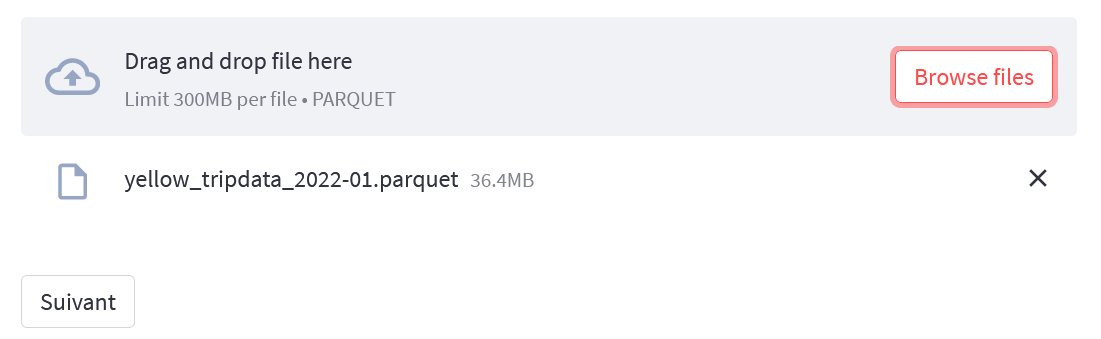 Drag and drop file here
Limit 300MB per file • PARQUET
Browse files
yellow_tripdata_2022-01.parquet 36.4MB
Suivant